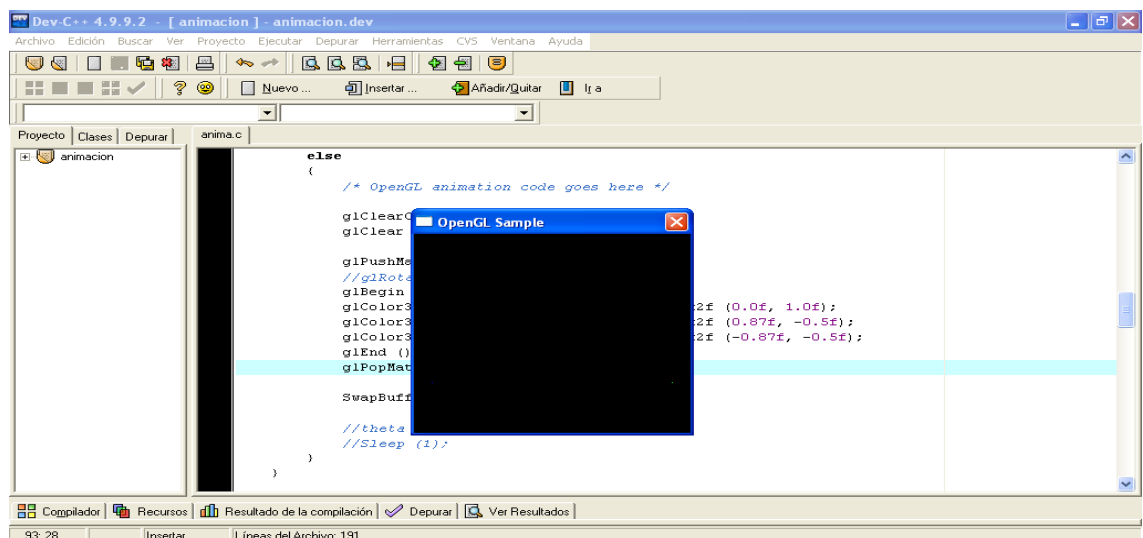 Dev-C++ 4.9.9.2 - [ animacion ] - animacion.dev
Archivo Edición Buscar Ver Proyecto Ejecutar Depurar Herramientas CVS Ventana Ayuda
Nuevo ... Insertar ... Añadir/Quitar Ir a
Proyecto Clases Depurar anima.c
animacion
else
{
/* OpenGL animation code goes here */
glClearC
glClear
OpenGL Sample
glPushMa
//glRota
glBegin
glColor3 2f (0.0f, 1.0f);
glColor3 2f (0.87f, -0.5f);
glColor3 2f (-0.87f, -0.5f);
glEnd ()
glPopMat
SwapBuff
//theta
//Sleep (1);
}
}
Compilador Recursos Resultado de la compilación Depurar Ver Resultados
93: 28 Insertar Líneas del Archivo: 191